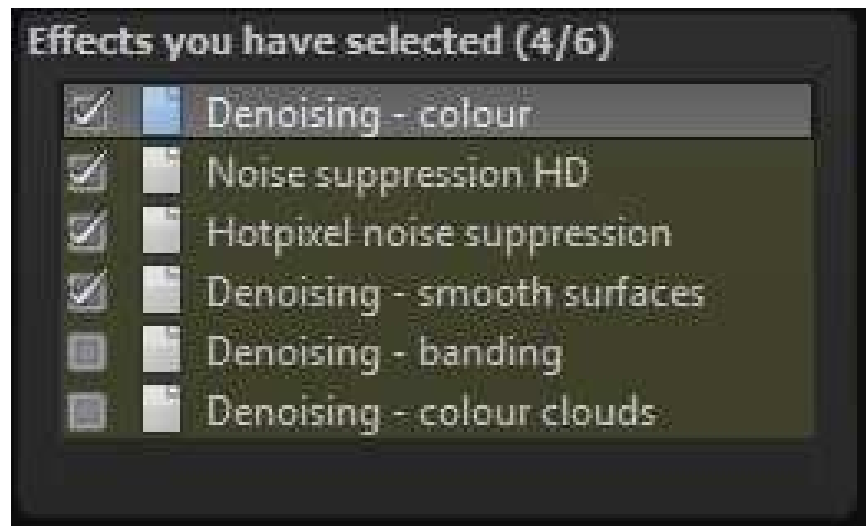 Effects you have selected (4/6)
Denoising - colour
Noise suppression HD
Hotpixel noise suppression
Denoising - smooth surfaces
Denoising - banding
Denoising - colour clouds